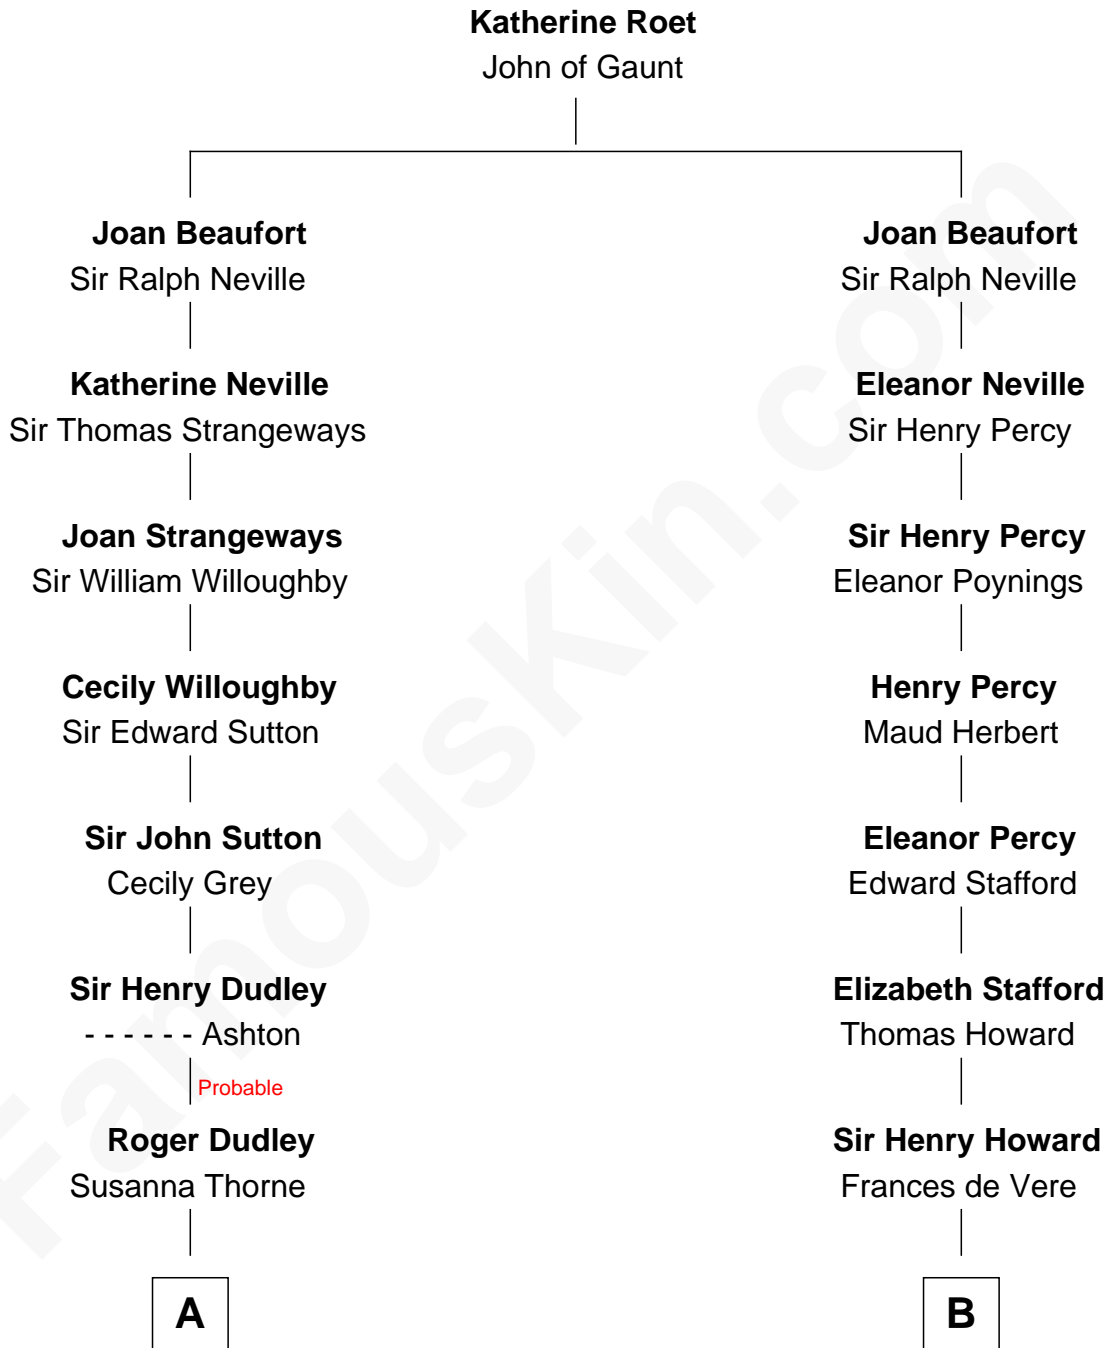 Katherine Roet
John of Gaunt
Joan Beaufort
Sir Ralph Neville
Joan Beaufort
Sir Ralph Neville
Katherine Neville
Sir Thomas Strangeways
Eleanor Neville
Sir Henry Percy
Joan Strangeways
Sir William Willoughby
Sir Henry Percy
Eleanor Poynings
Cecily Willoughby
Sir Edward Sutton
Henry Percy
Maud Herbert
Sir John Sutton
Cecily Grey
Eleanor Percy
Edward Stafford
Sir Henry Dudley
- - - - - - Ashton
Elizabeth Stafford
Thomas Howard
Probable
Roger Dudley
Susanna Thorne
Sir Henry Howard
Frances de Vere
A
B
FamousKin.com